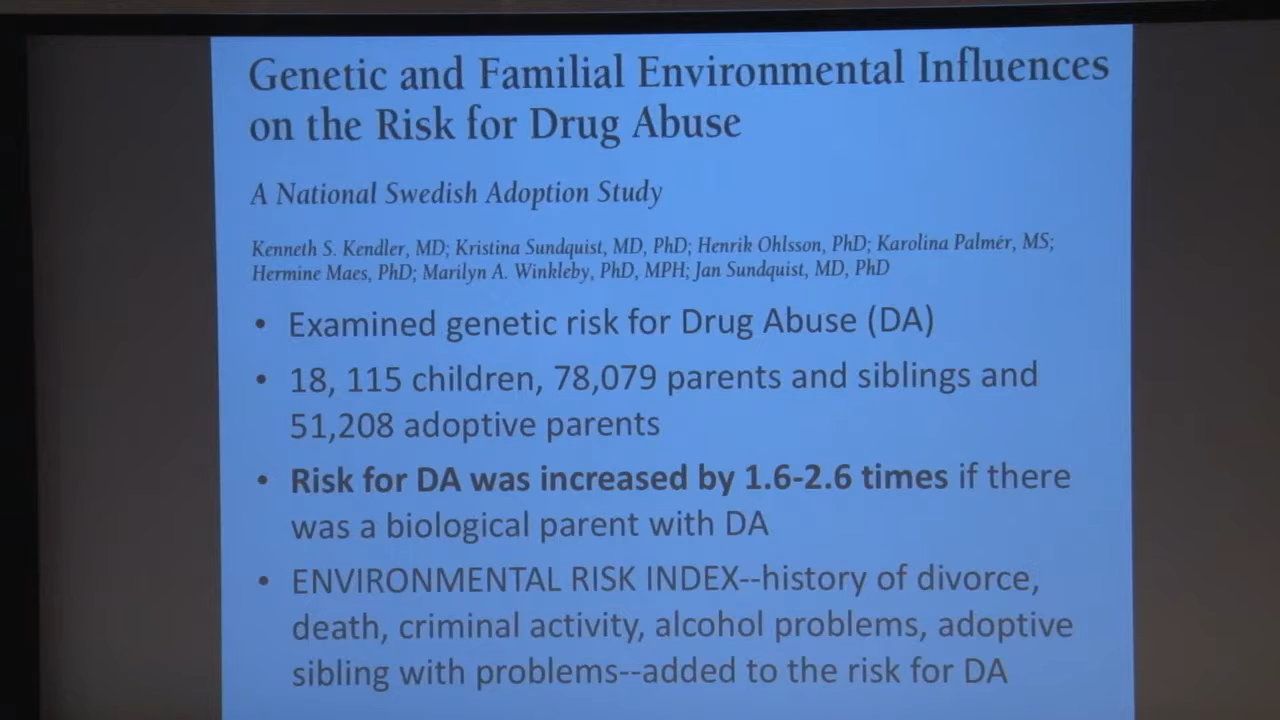 Genetic and Familial Environmental Influences
on the Risk for Drug Abuse
A National Swedish Adoption Study
Kenneth S. Kendler, MD; Kristina Sundquist, MD, PhD; Henrik Ohlsson, PhD; Karolina Palmér, MS;
Hermine Maes, PhD; Marilyn A. Winkleby, PhD, MPH; Jan Sundquist, MD, PhD
• Examined genetic risk for Drug Abuse (DA)
• 18, 115 children, 78,079 parents and siblings and
51,208 adoptive parents
• Risk for DA was increased by 1.6-2.6 times if there
was a biological parent with DA
• ENVIRONMENTAL RISK INDEX--history of divorce,
death, criminal activity, alcohol problems, adoptive
sibling with problems--added to the risk for DA